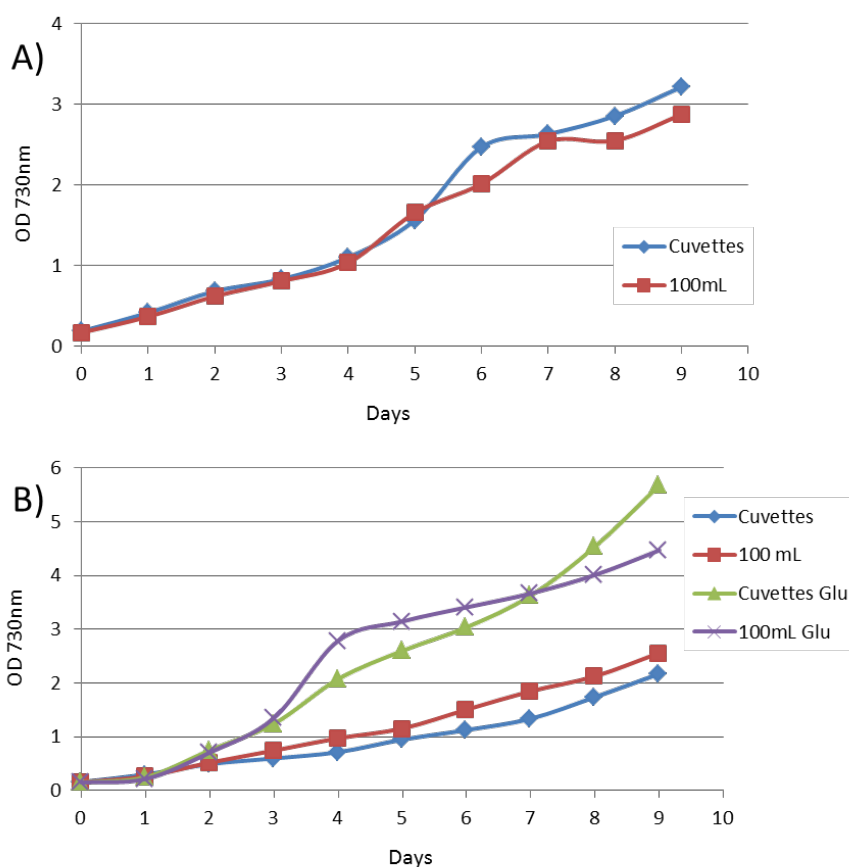 A)
4
3
2
1
0
OD 730nm
Cuvettes
100mL
0 1 2 3 4 5 6 7 8 9 10
Days
B)
6
5
4
3
2
1
0
OD 730nm
Cuvettes
100 mL
Cuvettes Glu
100mL Glu
0 1 2 3 4 5 6 7 8 9 10
Days